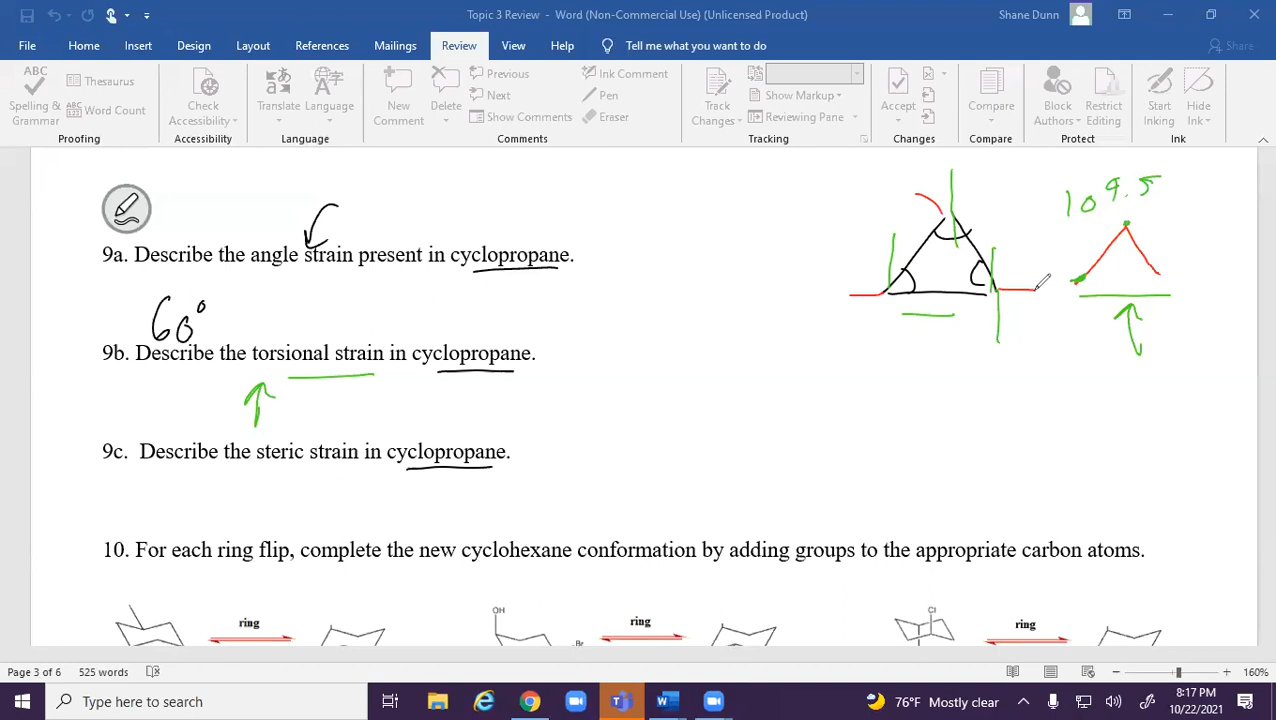 Topic 3 Review - Word (Non-Commercial Use) (Unlicensed Product)
Shane Dunn
File Home Insert Design Layout References Mailings Review View Help Tell me what you want to do Share
ABC
Spelling & Grammar
Thesaurus
ABC 123 Word Count
Check Accessibility
Translate
Language
New Comment
Delete
Previous
Next
Show Comments
Ink Comment
Pen
Eraser
Track Changes
Show Markup
Reviewing Pane
Accept
Compare
Block Authors
Restrict Editing
Start Inking
Hide Ink
Proofing Accessibility Language Comments Tracking Changes Compare Protect Ink
109.5
9a. Describe the angle strain present in cyclopropane.
60°
9b. Describe the torsional strain in cyclopropane.
9c. Describe the steric strain in cyclopropane.
10. For each ring flip, complete the new cyclohexane conformation by adding groups to the appropriate carbon atoms.
ring
OH
Br
ring
Cl
ring
Page 3 of 6 525 words 160%
Type here to search
76°F Mostly clear
8:17 PM
10/22/2021